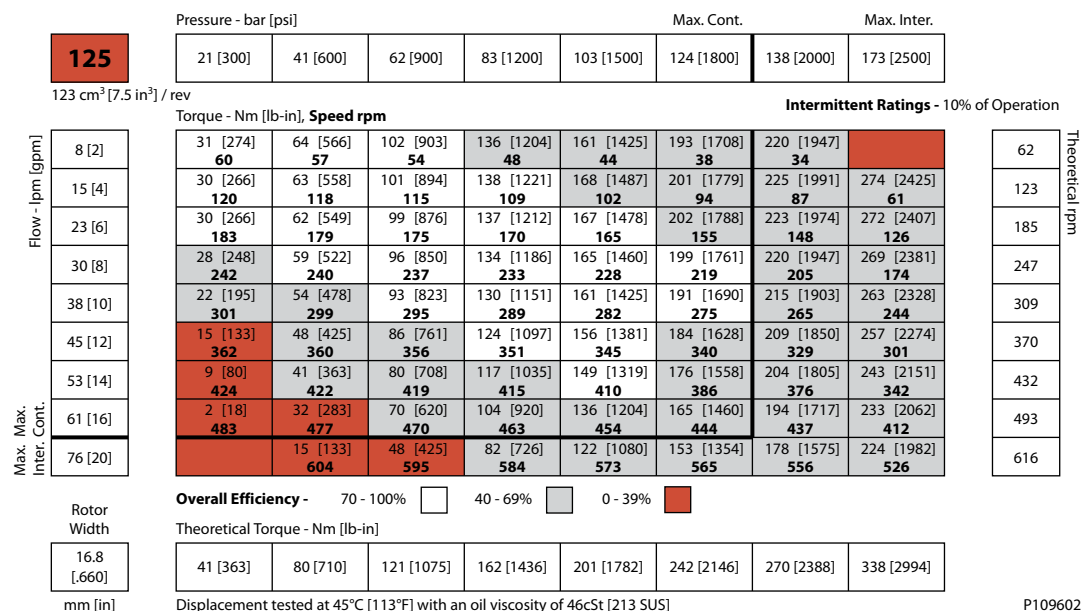 Pressure - bar [psi] Max. Cont. Max. Inter.
125 21 [300] 41 [600] 62 [900] 83 [1200] 103 [1500] 124 [1800] 138 [2000] 173 [2500]
123 cm³ [7.5 in³] / rev
Intermittent Ratings - 10% of Operation
Torque - Nm [lb-in], Speed rpm
Flow - lpm [gpm]
Theoretical rpm
8 [2] 31 [274] 64 [566] 102 [903] 136 [1204] 161 [1425] 193 [1708] 220 [1947] 62
60 57 54 48 44 38 34
15 [4] 30 [266] 63 [558] 101 [894] 138 [1221] 168 [1487] 201 [1779] 225 [1991] 274 [2425] 123
120 118 115 109 102 94 87 61
23 [6] 30 [266] 62 [549] 99 [876] 137 [1212] 167 [1478] 202 [1788] 223 [1974] 272 [2407] 185
183 179 175 170 165 155 148 126
30 [8] 28 [248] 59 [522] 96 [850] 134 [1186] 165 [1460] 199 [1761] 220 [1947] 269 [2381] 247
242 240 237 233 228 219 205 174
38 [10] 22 [195] 54 [478] 93 [823] 130 [1151] 161 [1425] 191 [1690] 215 [1903] 263 [2328] 309
301 299 295 289 282 275 265 244
45 [12] 15 [133] 48 [425] 86 [761] 124 [1097] 156 [1381] 184 [1628] 209 [1850] 257 [2274] 370
362 360 356 351 345 340 329 301
53 [14] 9 [80] 41 [363] 80 [708] 117 [1035] 149 [1319] 176 [1558] 204 [1805] 243 [2151] 432
424 422 419 415 410 386 376 342
Max. Cont.
61 [16] 2 [18] 32 [283] 70 [620] 104 [920] 136 [1204] 165 [1460] 194 [1717] 233 [2062] 493
483 477 470 463 454 444 437 412
Max. Inter.
76 [20] 15 [133] 48 [425] 82 [726] 122 [1080] 153 [1354] 178 [1575] 224 [1982] 616
604 595 584 573 565 556 526
Overall Efficiency - 70 - 100% 40 - 69% 0 - 39%
Rotor
Width
Theoretical Torque - Nm [lb-in]
16.8
[.660]
41 [363] 80 [710] 121 [1075] 162 [1436] 201 [1782] 242 [2146] 270 [2388] 338 [2994]
mm [in]
Displacement tested at 45°C [113°F] with an oil viscosity of 46cSt [213 SUS]
P109602